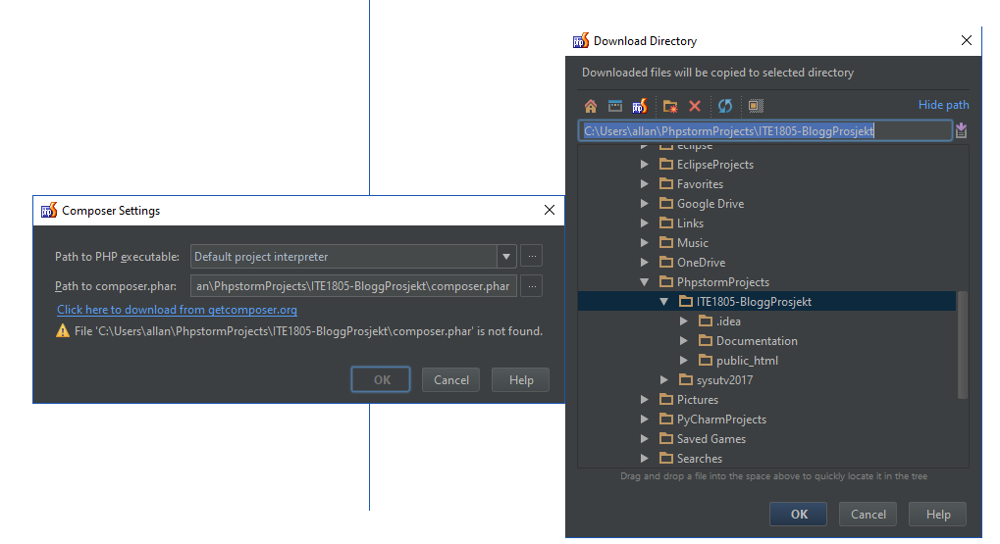 Composer Settings
Path to PHP executable:
Default project interpreter
...
Path to composer.phar:
an\PhpstormProjects\ITE1805-BloggProsjekt\composer.phar
...
Click here to download from getcomposer.org
File 'C:\Users\allan\PhpstormProjects\ITE1805-BloggProsjekt\composer.phar' is not found.
OK
Cancel
Help
Download Directory
Downloaded files will be copied to selected directory
Hide path
C:\Users\allan\PhpstormProjects\ITE1805-BloggProsjekt
eclipse
EclipseProjects
Favorites
Google Drive
Links
Music
OneDrive
PhpstormProjects
ITE1805-BloggProsjekt
.idea
Documentation
public_html
sysutv2017
Pictures
PyCharmProjects
Saved Games
Searches
Drag and drop a file into the space above to quickly locate it in the tree
OK
Cancel
Help